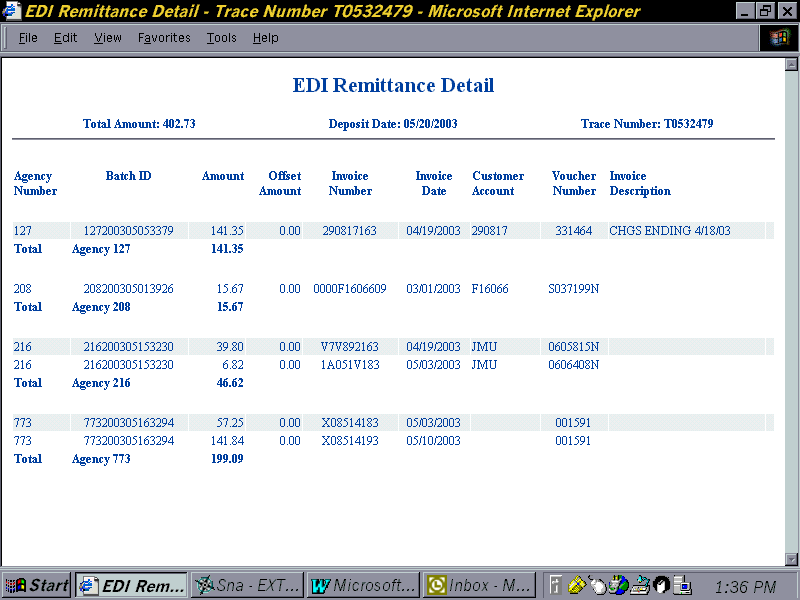 EDI Remittance Detail - Trace Number T0532479 - Microsoft Internet Explorer
File Edit View Favorites Tools Help
EDI Remittance Detail
Total Amount: 402.73 Deposit Date: 05/20/2003 Trace Number: T0532479
Agency Batch ID Amount Offset Invoice Invoice Customer Voucher Invoice
Number Amount Number Date Account Number Description
127 127200305053379 141.35 0.00 290817163 04/19/2003 290817 331464 CHGS ENDING 4/18/03
Total Agency 127 141.35
208 208200305013926 15.67 0.00 0000F1606609 03/01/2003 F16066 S037199N
Total Agency 208 15.67
216 216200305153230 39.80 0.00 V7V892163 04/19/2003 JMU 0605815N
216 216200305153230 6.82 0.00 1A051V183 05/03/2003 JMU 0606408N
Total Agency 216 46.62
773 773200305163294 57.25 0.00 X08514183 05/03/2003 001591
773 773200305163294 141.84 0.00 X08514193 05/10/2003 001591
Total Agency 773 199.09
Start EDI Rem... Sna - EXT... Microsoft... Inbox - M... 1:36 PM